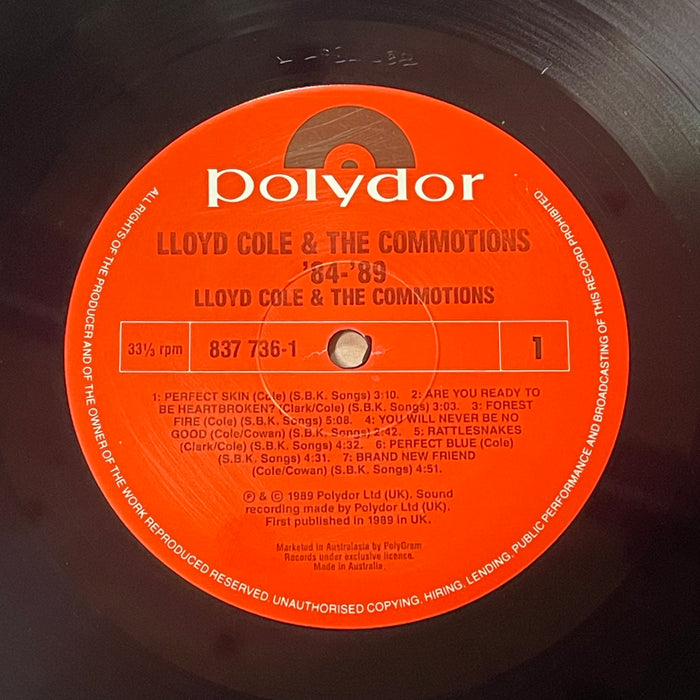 polydor
LLOYD COLE & THE COMMOTIONS
'84-'89
LLOYD COLE & THE COMMOTIONS
33⅓ rpm
837 736-1
1
1: PERFECT SKIN (Cole) (S.B.K. Songs) 3:10. 2: ARE YOU READY TO
BE HEARTBROKEN? (Clark/Cole) (S.B.K. Songs) 3:03. 3: FOREST
FIRE (Cole) (S.B.K. Songs) 5:08. 4: YOU WILL NEVER BE NO
GOOD (Cole/Cowan) (S.B.K. Songs) 2:42. 5: RATTLESNAKES
(Clark/Cole) (S.B.K. Songs) 4:32. 6: PERFECT BLUE (Cole)
(S.B.K. Songs) 4:31. 7: BRAND NEW FRIEND
(Cole/Cowan) (S.B.K. Songs) 4:51.
Ⓟ & © 1989 Polydor Ltd (UK). Sound
recording made by Polydor Ltd (UK).
First published in 1989 in UK.
Marketed in Australasia by PolyGram
Records under exclusive licence.
Made in Australia.
ALL RIGHTS OF THE PRODUCER AND OF THE OWNER OF THE WORK REPRODUCED RESERVED. UNAUTHORISED COPYING, HIRING, LENDING, PUBLIC PERFORMANCE AND BROADCASTING OF THIS RECORD PROHIBITED